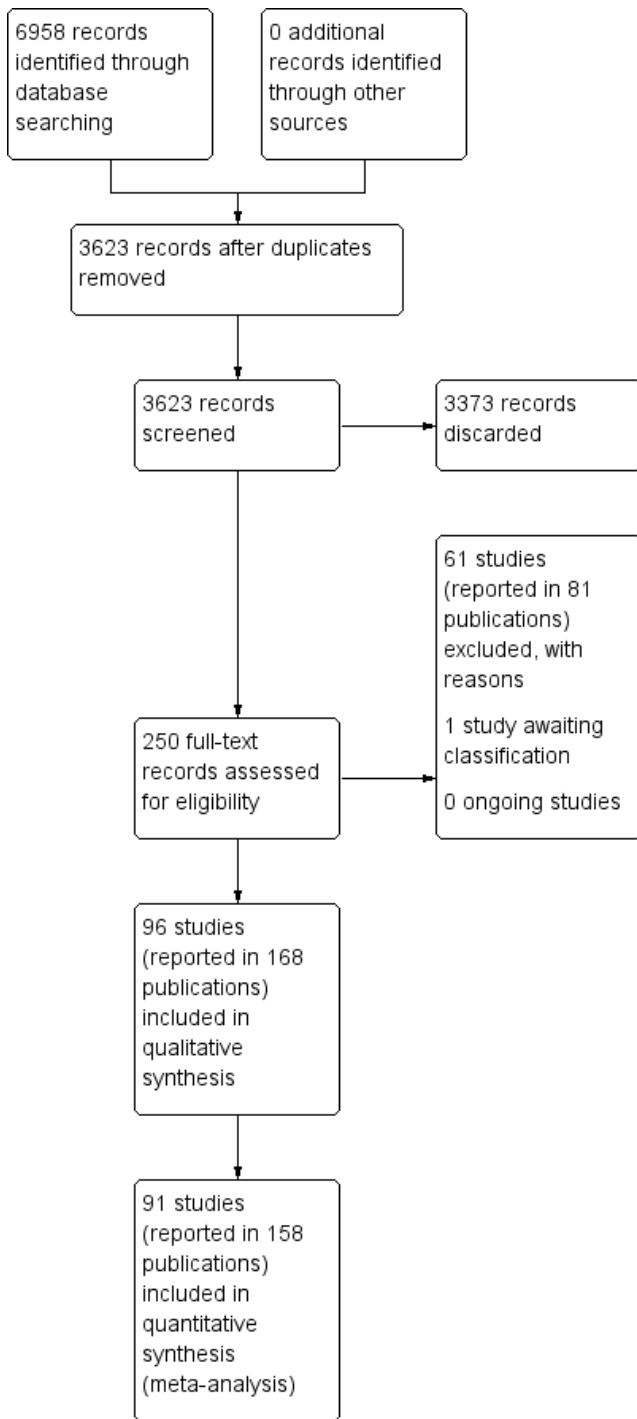 6958 records
identified through
database
searching
0 additional
records identified
through other
sources
3623 records after duplicates
removed
3623 records
screened
3373 records
discarded
61 studies
(reported in 81
publications)
excluded, with
reasons
1 study awaiting
classification
0 ongoing studies
250 full-text
records assessed
for eligibility
96 studies
(reported in 168
publications)
included in
qualitative
synthesis
91 studies
(reported in 158
publications)
included in
quantitative
synthesis
(meta-analysis)